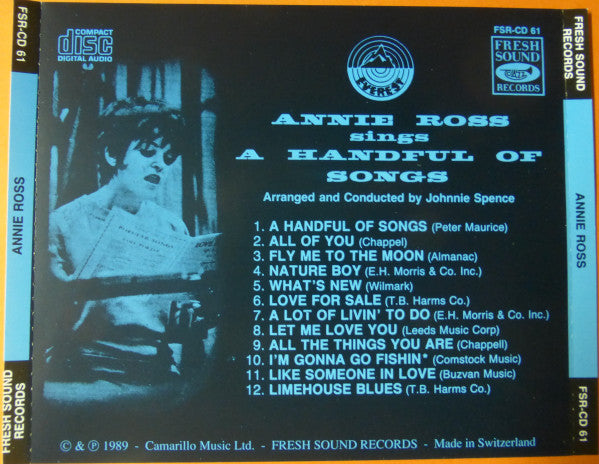 FSR-CD 61
FRESH SOUND
RECORDS
COMPACT
disc
DIGITAL AUDIO
EVEREST
FSR-CD 61
FRESH
SOUND
RECORDS
ANNIE ROSS
sings
A HANDFUL OF
SONGS
Arranged and Conducted by Johnnie Spence
1. A HANDFUL OF SONGS (Peter Maurice)
2. ALL OF YOU (Chappel)
3. FLY ME TO THE MOON (Almanac)
4. NATURE BOY (E.H. Morris & Co. Inc.)
5. WHAT'S NEW (Wilmark)
6. LOVE FOR SALE (T.B. Harms Co.)
7. A LOT OF LIVIN' TO DO (E.H. Morris & Co. Inc.)
8. LET ME LOVE YOU (Leeds Music Corp)
9. ALL THE THINGS YOU ARE (Chappell)
10. I'M GONNA GO FISHIN* (Comstock Music)
11. LIKE SOMEONE IN LOVE (Buzvan Music)
12. LIMEHOUSE BLUES (T.B. Harms Co.)
© & ℗ 1989 - Camarillo Music Ltd. - FRESH SOUND RECORDS - Made in Switzerland
ANNIE ROSS
ANNIE ROSS
FRESH SOUND
RECORDS
FSR-CD 61